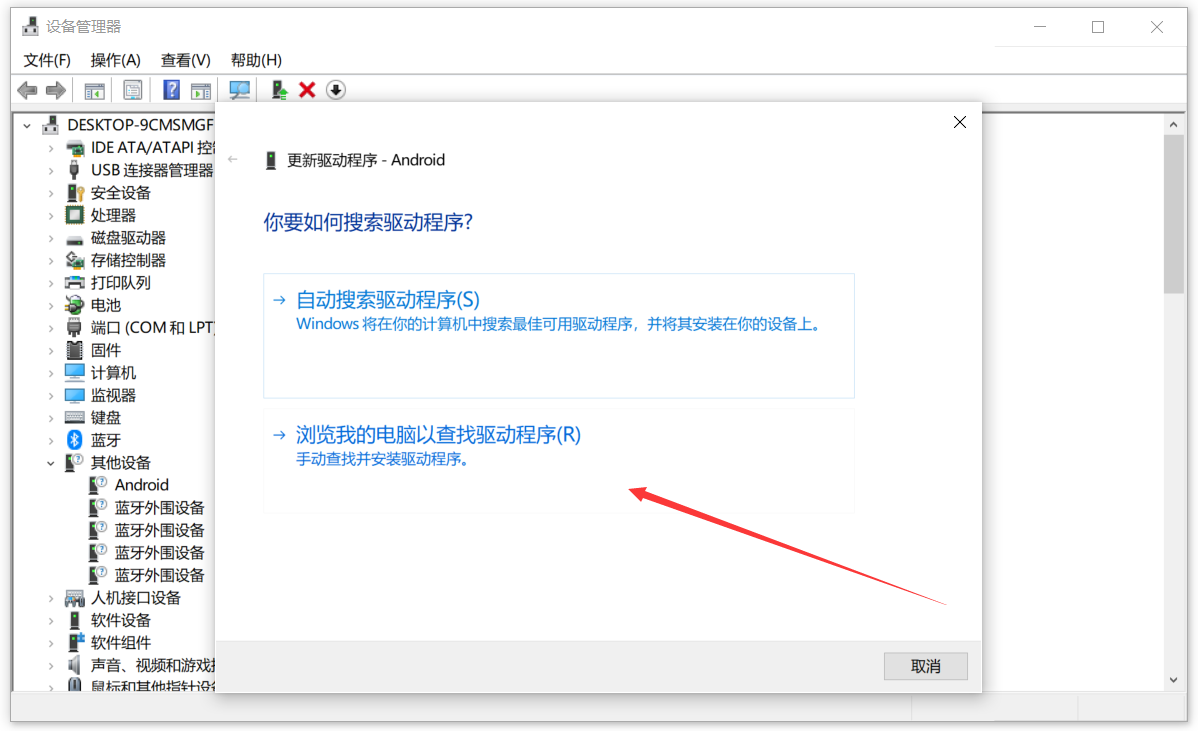 设备管理器
文件(F) 操作(A) 查看(V) 帮助(H)
DESKTOP-9CMSMGF
IDE ATA/ATAPI 控
USB 连接器管理器
安全设备
处理器
磁盘驱动器
存储控制器
打印队列
电池
端口 (COM 和 LPT)
固件
计算机
监视器
键盘
蓝牙
其他设备
Android
蓝牙外围设备
蓝牙外围设备
蓝牙外围设备
蓝牙外围设备
人机接口设备
软件设备
软件组件
声音、视频和游戏
鼠标和其他指针设
更新驱动程序 - Android
你要如何搜索驱动程序?
自动搜索驱动程序(S)
Windows 将在你的计算机中搜索最佳可用驱动程序，并将其安装在你的设备上。
浏览我的电脑以查找驱动程序(R)
手动查找并安装驱动程序。
取消